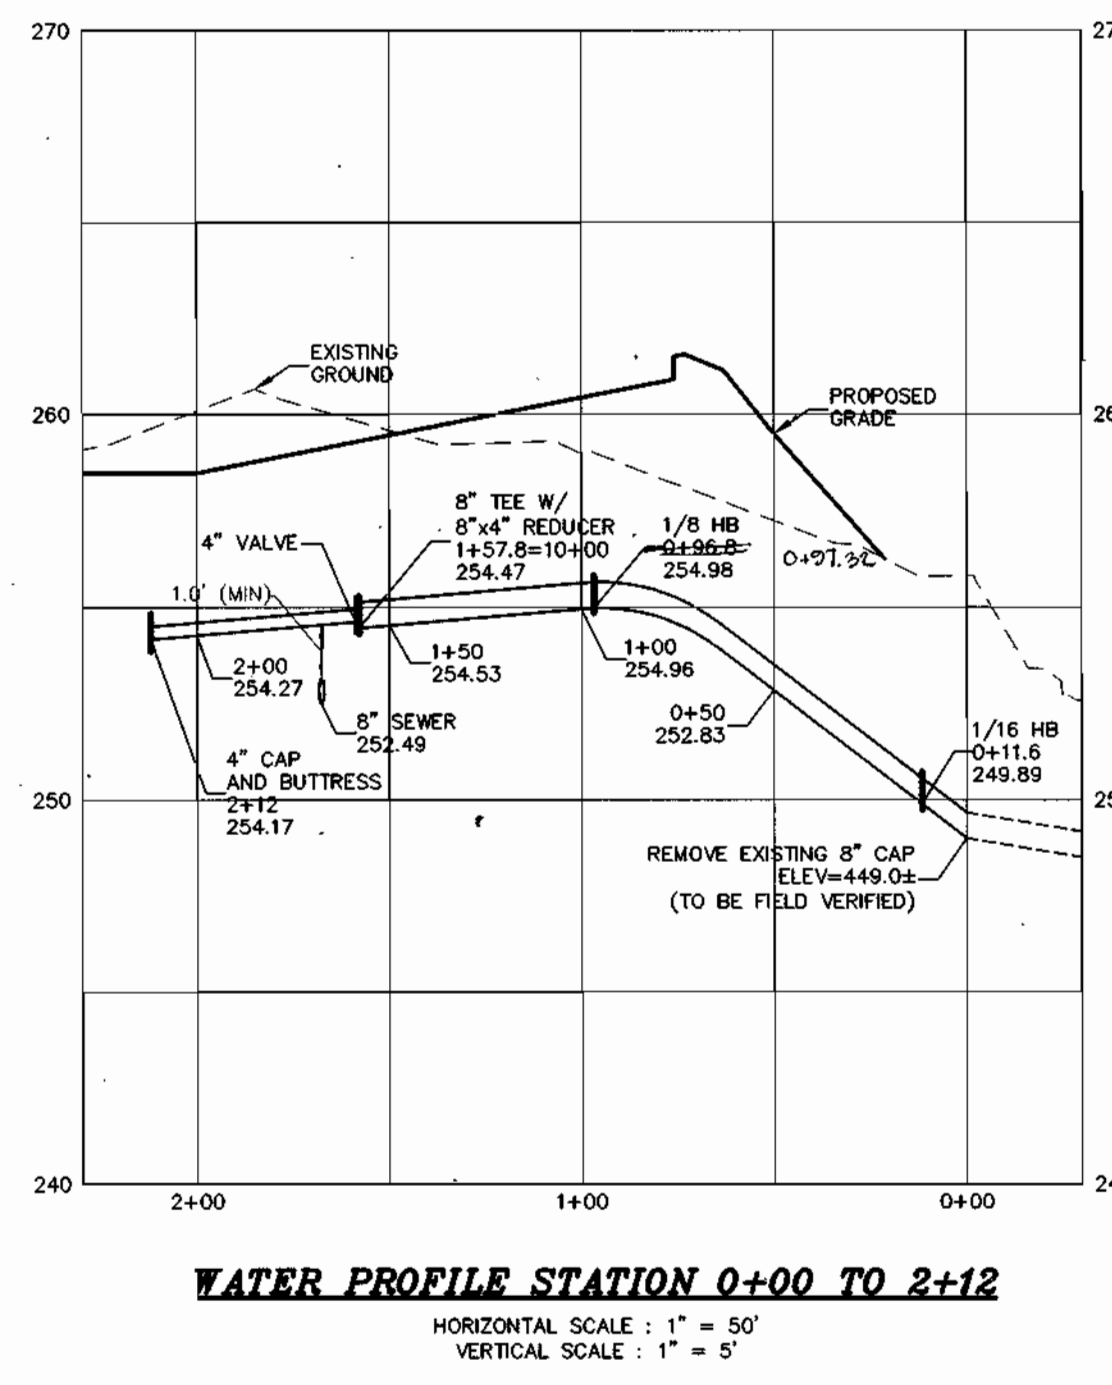 270
27
EXISTING
GROUND
260
PROPOSED
GRADE
26
8" TEE W/
8"x4" REDUCER
1+57.8=10+00
254.47
4" VALVE
1/8 HB
0+96.8
254.98
0+97.32
1.0' (MIN)
2+00
254.27
1+50
254.53
1+00
254.96
8" SEWER
252.49
0+50
252.83
1/16 HB
0+11.6
249.89
4" CAP
AND BUTTRESS
2+12
254.17
250
25
REMOVE EXISTING 8" CAP
ELEV=449.0±
(TO BE FIELD VERIFIED)
240
24
2+00
1+00
0+00
WATER PROFILE STATION 0+00 TO 2+12
HORIZONTAL SCALE : 1" = 50'
VERTICAL SCALE : 1" = 5'